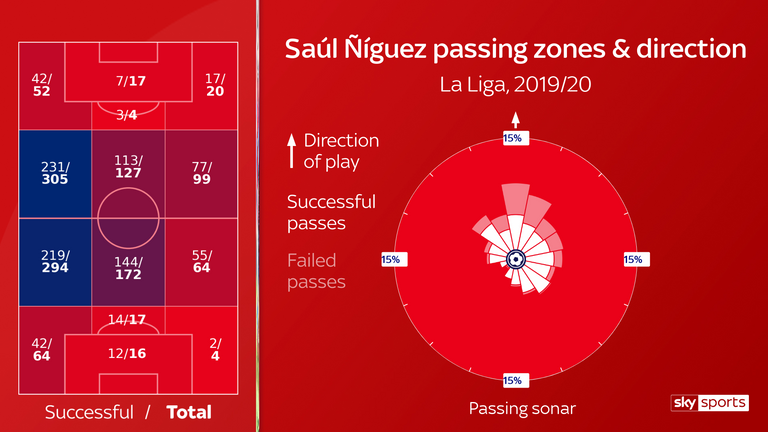 Saúl Ñíguez passing zones & direction
La Liga, 2019/20
42/
52
7/17
17/
20
3/4
231/
305
113/
127
77/
99
219/
294
144/
172
55/
64
14/17
42/
64
12/16
2/
4
Successful / Total
Direction
of play
Successful
passes
Failed
passes
15%
15%
15%
15%
Passing sonar
sky sports